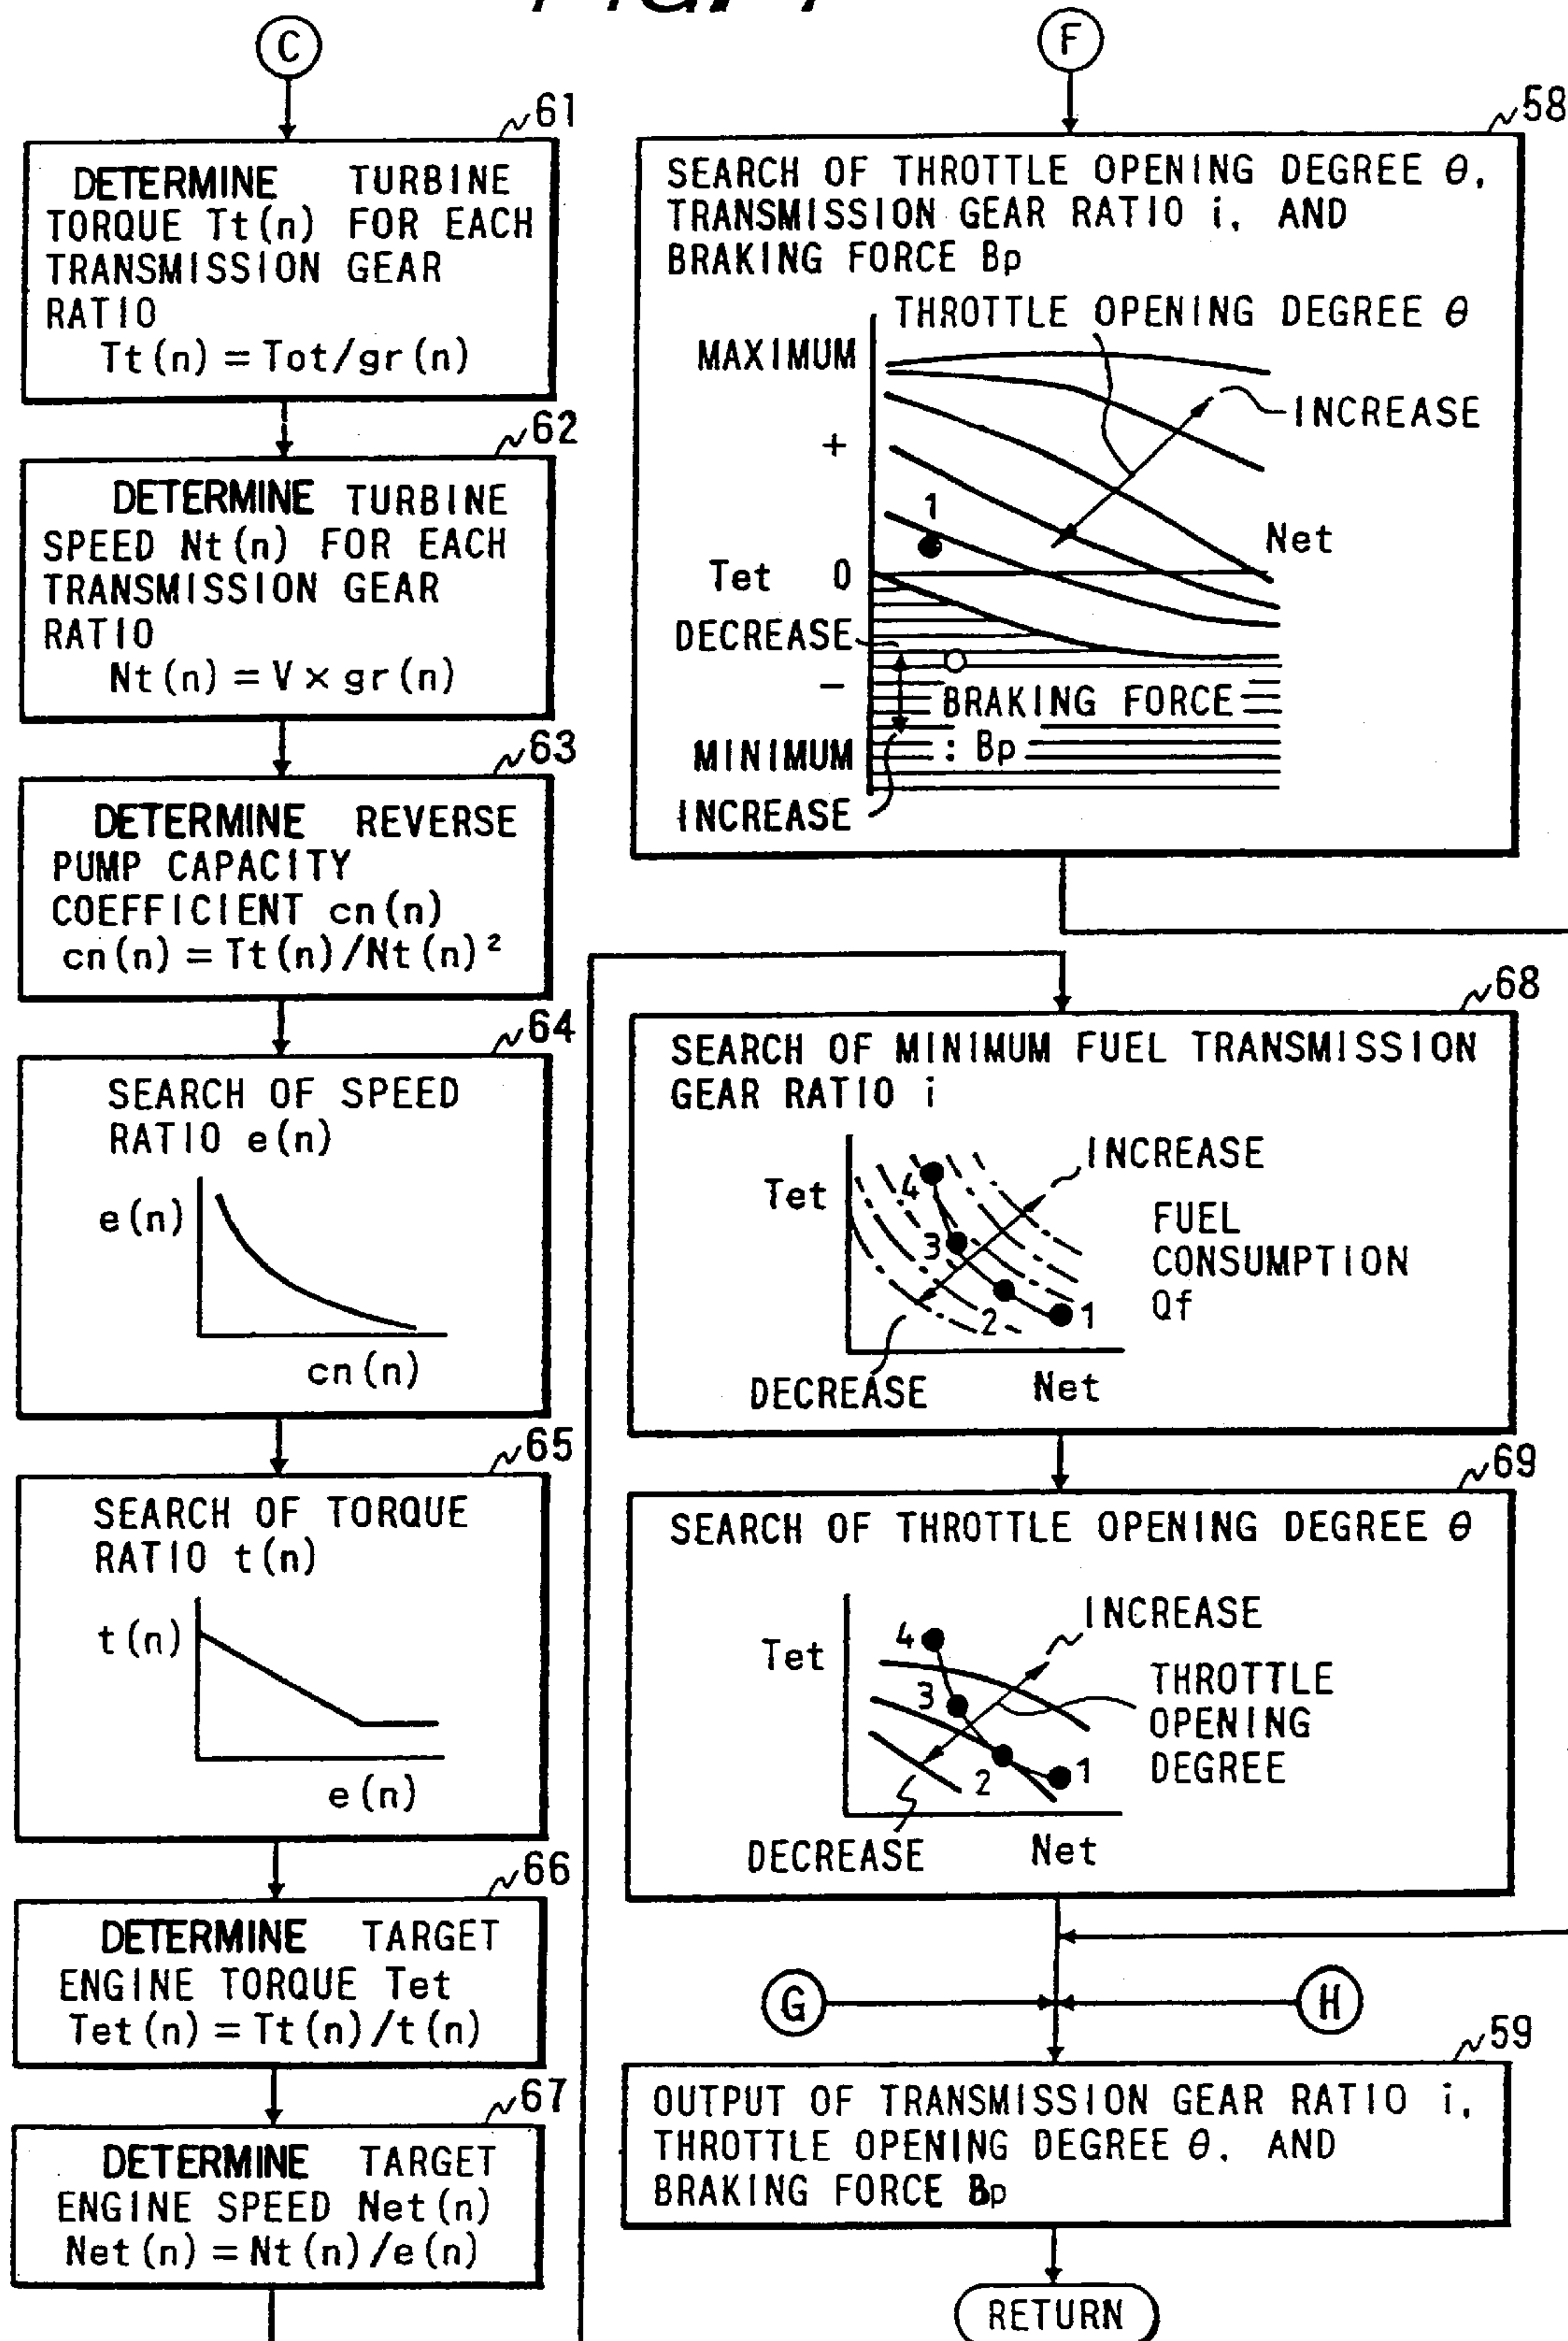 C
61
DETERMINE TURBINE
TORQUE Tt(n) FOR EACH
TRANSMISSION GEAR
RATIO
Tt(n) = Tot/gr(n)
62
DETERMINE TURBINE
SPEED Nt(n) FOR EACH
TRANSMISSION GEAR
RATIO
Nt(n) = V × gr(n)
63
DETERMINE REVERSE
PUMP CAPACITY
COEFFICIENT cn(n)
cn(n) = Tt(n)/Nt(n)²
64
SEARCH OF SPEED
RATIO e(n)
e(n)
cn(n)
65
SEARCH OF TORQUE
RATIO t(n)
t(n)
e(n)
66
DETERMINE TARGET
ENGINE TORQUE Tet
Tet(n) = Tt(n)/t(n)
67
DETERMINE TARGET
ENGINE SPEED Net(n)
Net(n) = Nt(n)/e(n)
F
58
SEARCH OF THROTTLE OPENING DEGREE θ,
TRANSMISSION GEAR RATIO i, AND
BRAKING FORCE Bp
THROTTLE OPENING DEGREE θ
MAXIMUM
INCREASE
+
1
Net
Tet 0
DECREASE
−
BRAKING FORCE
: Bp
MINIMUM
INCREASE
68
SEARCH OF MINIMUM FUEL TRANSMISSION
GEAR RATIO i
INCREASE
Tet
4
FUEL
CONSUMPTION
Qf
3
2
1
DECREASE
Net
69
SEARCH OF THROTTLE OPENING DEGREE θ
INCREASE
Tet
4
THROTTLE
OPENING
DEGREE
3
2
1
DECREASE
Net
G
H
59
OUTPUT OF TRANSMISSION GEAR RATIO i,
THROTTLE OPENING DEGREE θ, AND
BRAKING FORCE Bp
RETURN